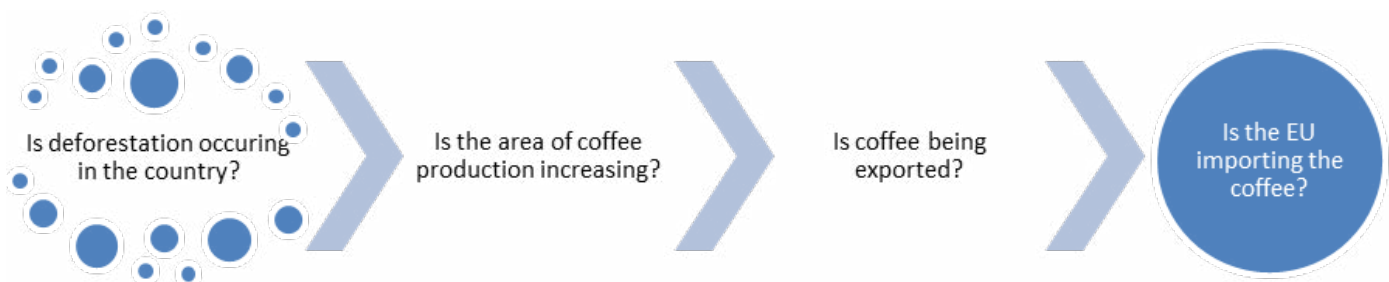 Is deforestation occuring
in the country?
Is the area of coffee
production increasing?
Is coffee being
exported?
Is the EU
importing the
coffee?